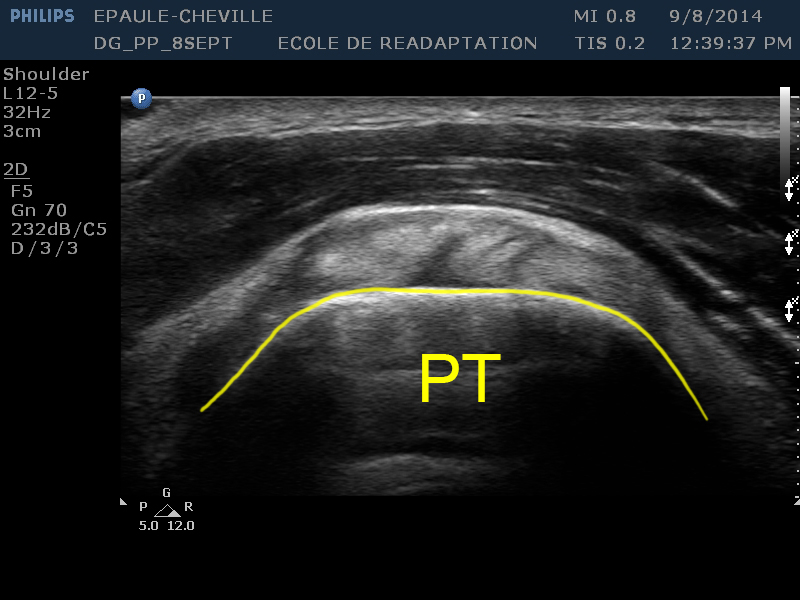 PHILIPS EPAULE-CHEVILLE MI 0.8 9/8/2014
DG_PP_8SEPT ECOLE DE READAPTATION TIS 0.2 12:39:37 PM
Shoulder
L12-5
32Hz
3cm
2D
F5
Gn 70
232dB/C5
D/3/3
P
PT
G
P R
5.0 12.0